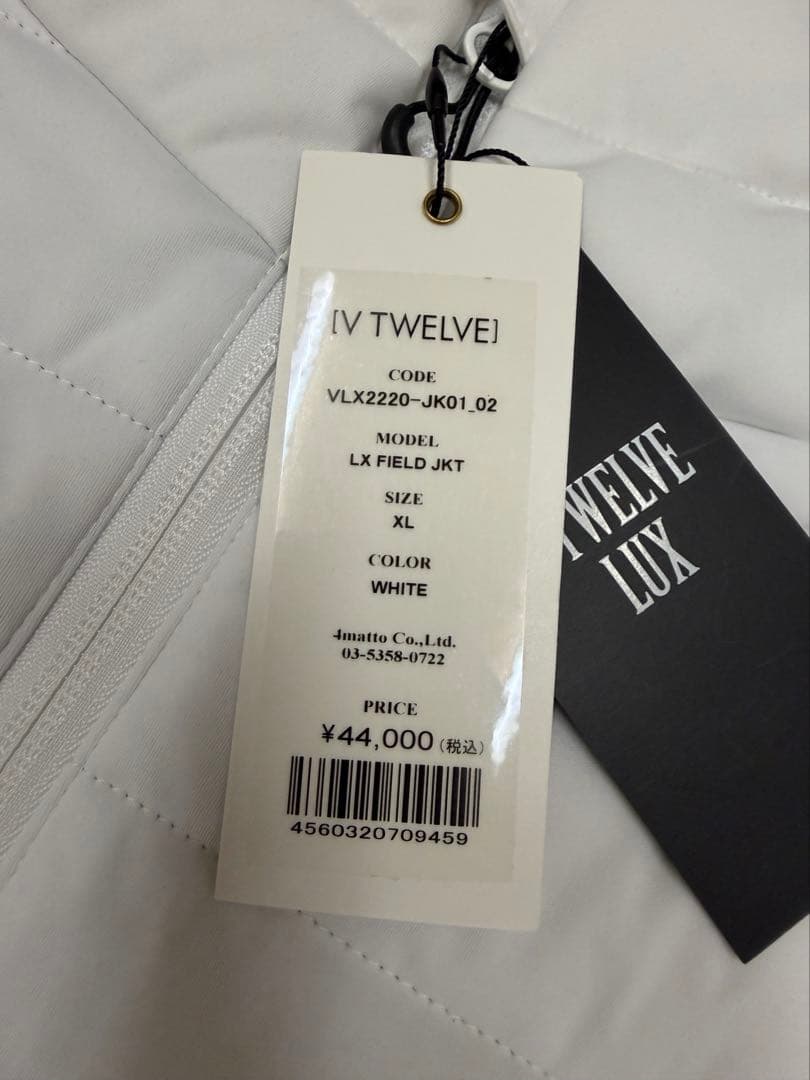 [V TWELVE]
CODE
VLX2220-JK01_02
MODEL
LX FIELD JKT
SIZE
XL
COLOR
WHITE
4matto Co.,Ltd.
03-5358-0722
PRICE
¥44,000(税込)
4560320709459
TWELVE
LUX